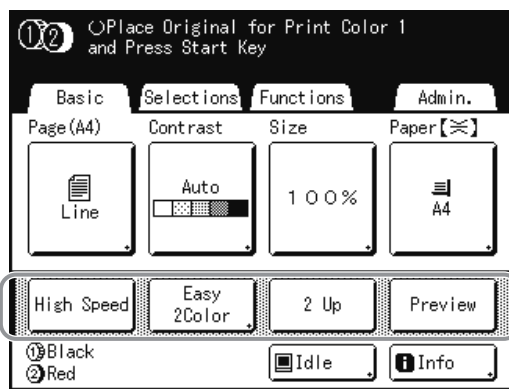 ①② Place Original for Print Color 1
and Press Start Key
Basic Selections Functions Admin.
Page(A4) Contrast Size Paper【】
Line Auto 100% A4
High Speed Easy 2Color 2 Up Preview
①Black
②Red
Idle Info